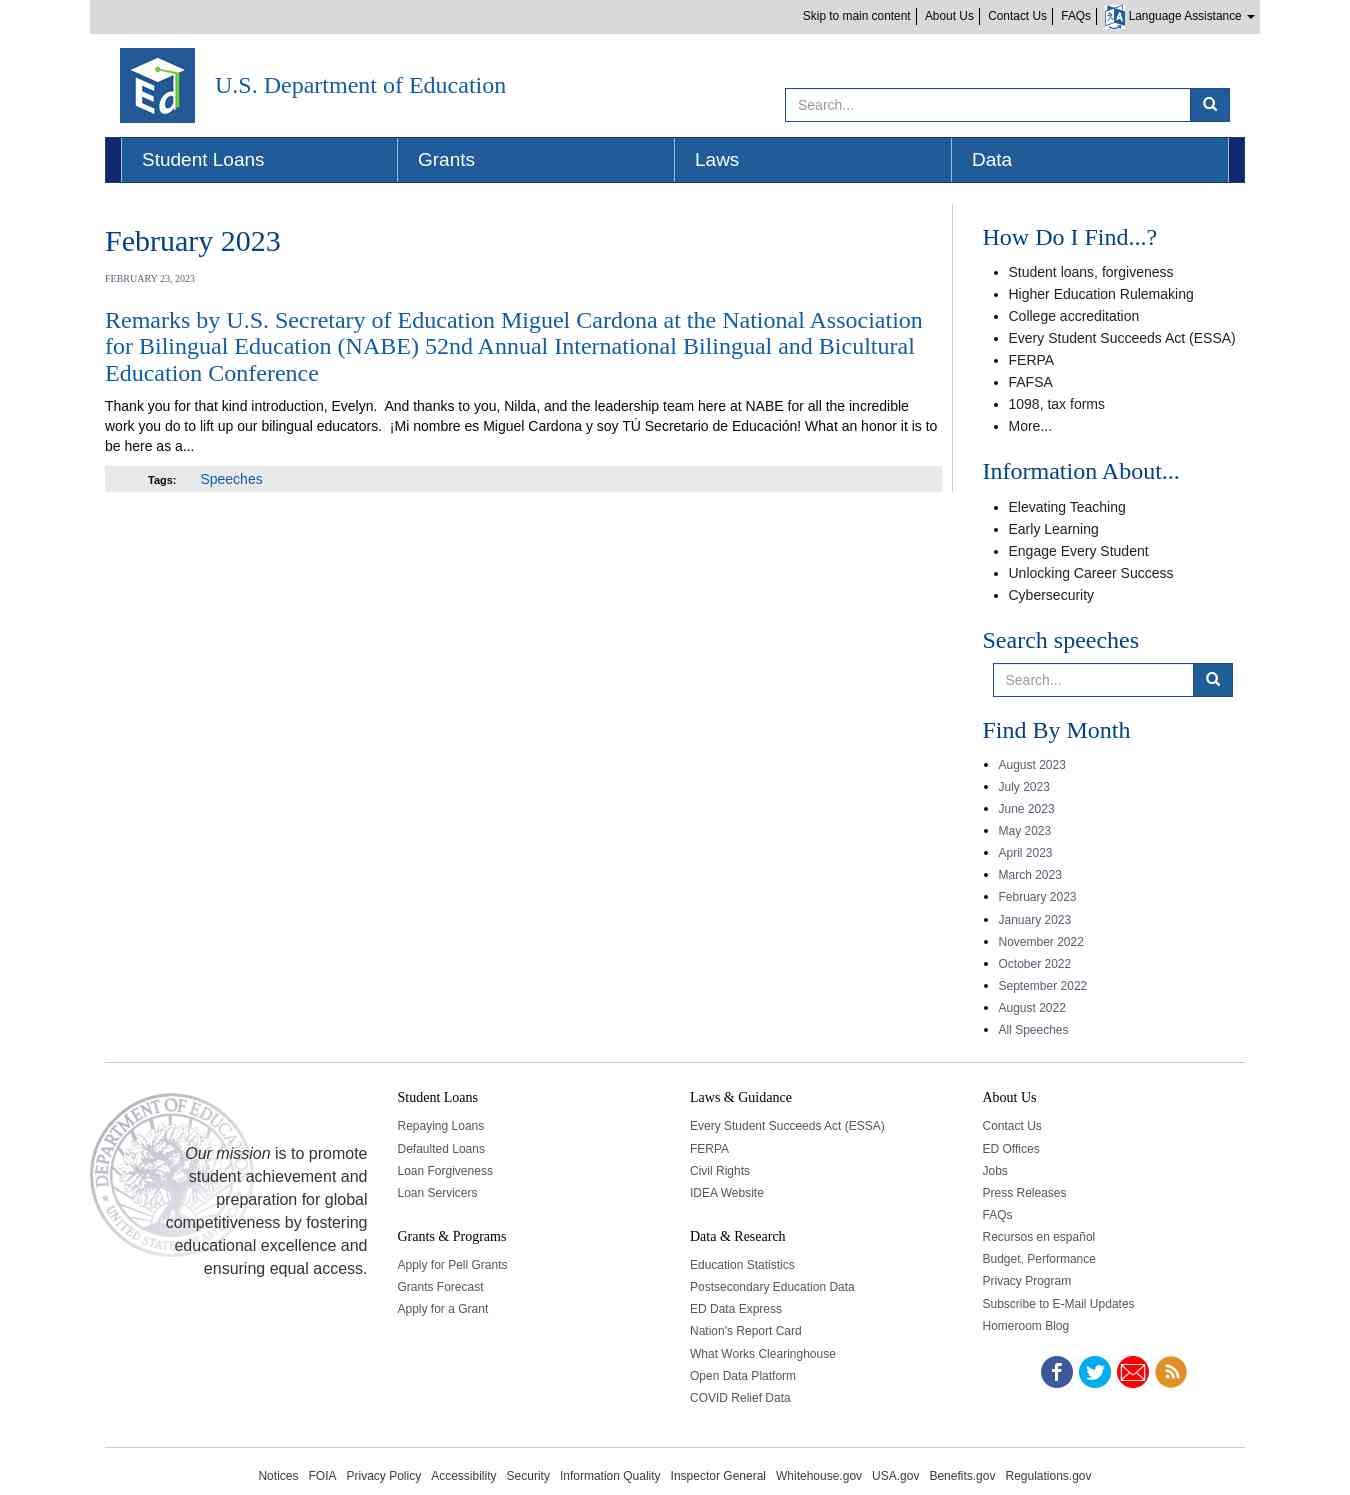 Skip to main content
About Us
Contact Us
FAQs
Language Assistance
Ed
U.S. Department of Education
Search...
Student Loans
Grants
Laws
Data
February 2023
FEBRUARY 23, 2023
Remarks by U.S. Secretary of Education Miguel Cardona at the National Association
for Bilingual Education (NABE) 52nd Annual International Bilingual and Bicultural
Education Conference
Thank you for that kind introduction, Evelyn.  And thanks to you, Nilda, and the leadership team here at NABE for all the incredible
work you do to lift up our bilingual educators.  ¡Mi nombre es Miguel Cardona y soy TÚ Secretario de Educación! What an honor it is to
be here as a...
Tags:
Speeches
How Do I Find...?
Student loans, forgiveness
Higher Education Rulemaking
College accreditation
Every Student Succeeds Act (ESSA)
FERPA
FAFSA
1098, tax forms
More...
Information About...
Elevating Teaching
Early Learning
Engage Every Student
Unlocking Career Success
Cybersecurity
Search speeches
Search...
Find By Month
August 2023
July 2023
June 2023
May 2023
April 2023
March 2023
February 2023
January 2023
November 2022
October 2022
September 2022
August 2022
All Speeches
Our mission is to promote
student achievement and
preparation for global
competitiveness by fostering
educational excellence and
ensuring equal access.
Student Loans
Repaying Loans
Defaulted Loans
Loan Forgiveness
Loan Servicers
Grants & Programs
Apply for Pell Grants
Grants Forecast
Apply for a Grant
Laws & Guidance
Every Student Succeeds Act (ESSA)
FERPA
Civil Rights
IDEA Website
Data & Research
Education Statistics
Postsecondary Education Data
ED Data Express
Nation's Report Card
What Works Clearinghouse
Open Data Platform
COVID Relief Data
About Us
Contact Us
ED Offices
Jobs
Press Releases
FAQs
Recursos en español
Budget, Performance
Privacy Program
Subscribe to E-Mail Updates
Homeroom Blog
Notices
FOIA
Privacy Policy
Accessibility
Security
Information Quality
Inspector General
Whitehouse.gov
USA.gov
Benefits.gov
Regulations.gov